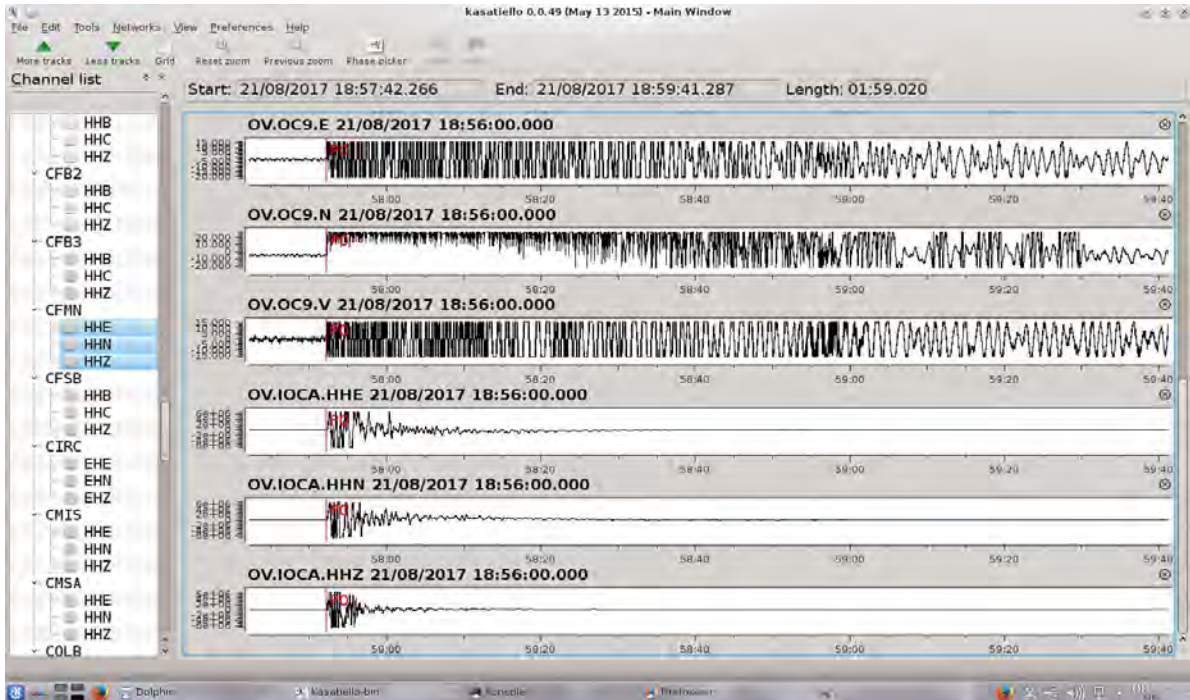 kasatiello 0.0.49 (May 13 2015) - Main Window
File Edit Tools Networks View Preferences Help
More tracks Less tracks Grid Reset zoom Previous zoom Phase picker
Channel list
Start: 21/08/2017 18:57:42.266 End: 21/08/2017 18:59:41.287 Length: 01:59.020
HHB
HHC
HHZ
CFB2
HHB
HHC
HHZ
CFB3
HHB
HHC
HHZ
CFMN
HHE
HHN
HHZ
CFSB
HHB
HHC
HHZ
CIRC
EHE
EHN
EHZ
CMIS
HHE
HHN
HHZ
CMSA
HHE
HHN
HHZ
COLB
OV.OC9.E 21/08/2017 18:56:00.000
58:00 58:20 58:40 59:00 59:20 59:40
OV.OC9.N 21/08/2017 18:56:00.000
58:00 58:20 58:40 59:00 59:20 59:40
OV.OC9.V 21/08/2017 18:56:00.000
58:00 58:20 58:40 59:00 59:20 59:40
OV.IOCA.HHE 21/08/2017 18:56:00.000
58:00 58:20 58:40 59:00 59:20 59:40
OV.IOCA.HHN 21/08/2017 18:56:00.000
58:00 58:20 58:40 59:00 59:20 59:40
OV.IOCA.HHZ 21/08/2017 18:56:00.000
58:20 58:40 59:00 59:20 59:40
Dolphin kasatiello-bin Konsole